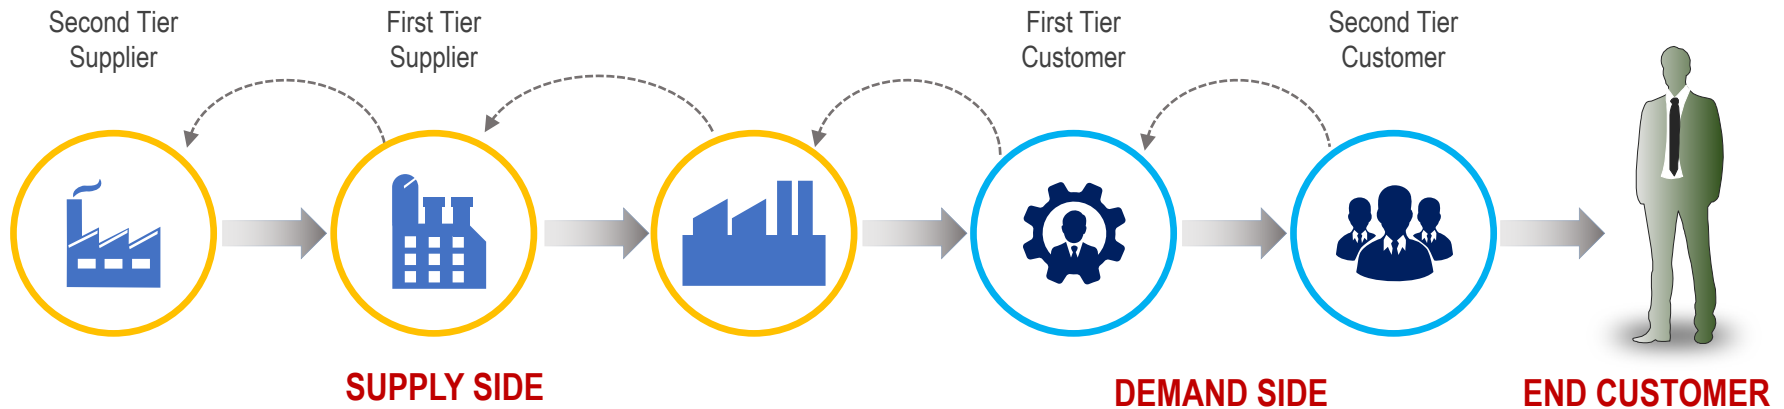 Second Tier
Supplier
First Tier
Supplier
First Tier
Customer
Second Tier
Customer
SUPPLY SIDE
DEMAND SIDE
END CUSTOMER